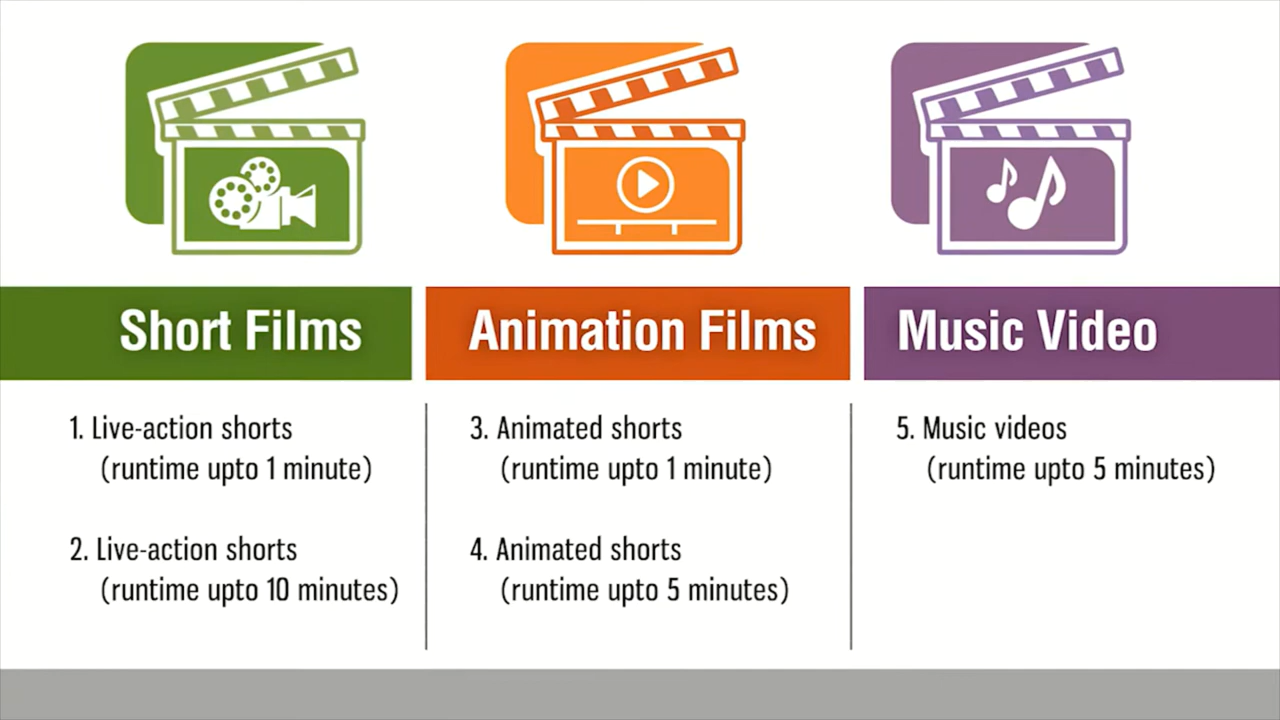 Short Films
1. Live-action shorts
(runtime upto 1 minute)
2. Live-action shorts
(runtime upto 10 minutes)
Animation Films
3. Animated shorts
(runtime upto 1 minute)
4. Animated shorts
(runtime upto 5 minutes)
Music Video
5. Music videos
(runtime upto 5 minutes)